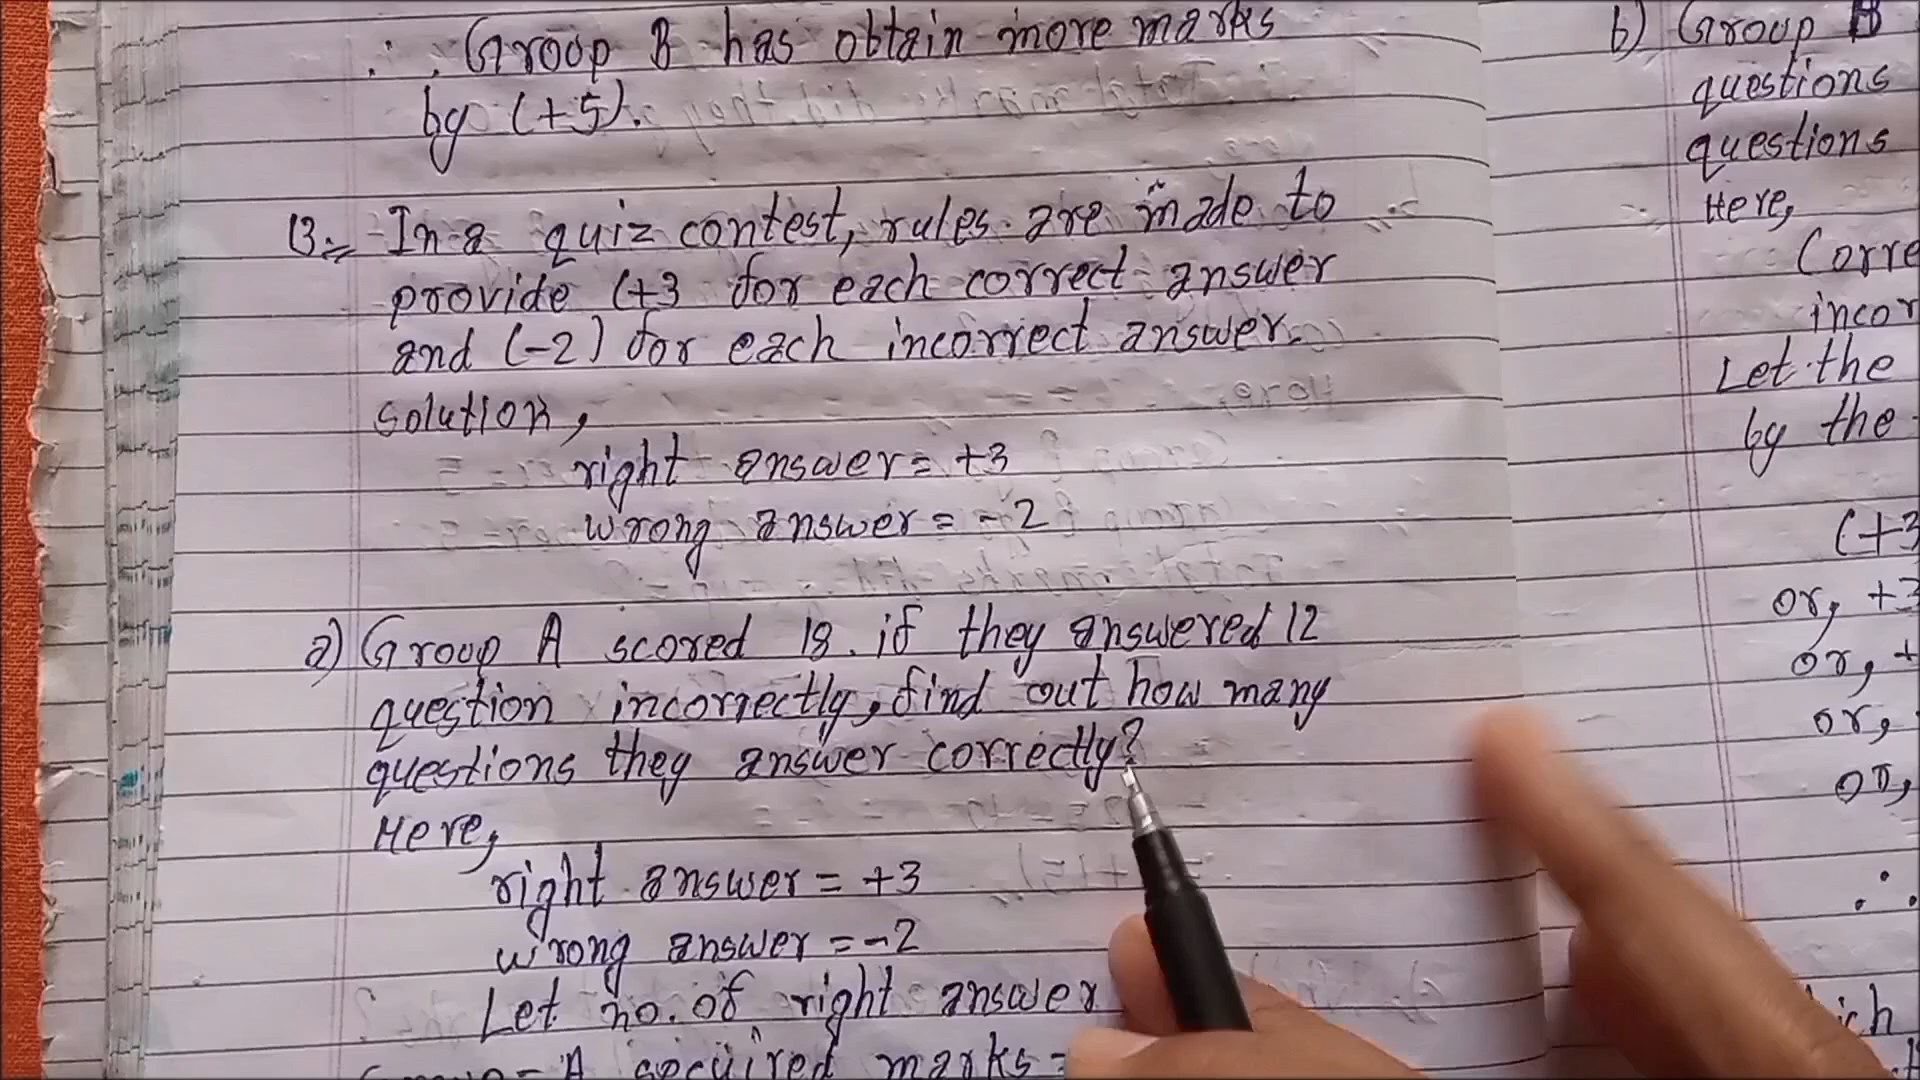 ∴ Group B has obtain more marks
by (+5).
13. In a quiz contest, rules are made to
provide (+3 for each correct answer
and (-2) for each incorrect answer.
solution,
right answer = +3
wrong answer = -2
a) Group A scored 18. if they answered 12
question incorrectly, find out how many
questions they answer correctly?
Here,
right answer = +3
wrong answer = -2
Let no. of right answer
A acquired marks =
b) Group B
questions
questions
Here,
Corre
incor
Let the
by the
(+3
or, +3
or, +
or,
or,
∴
ich